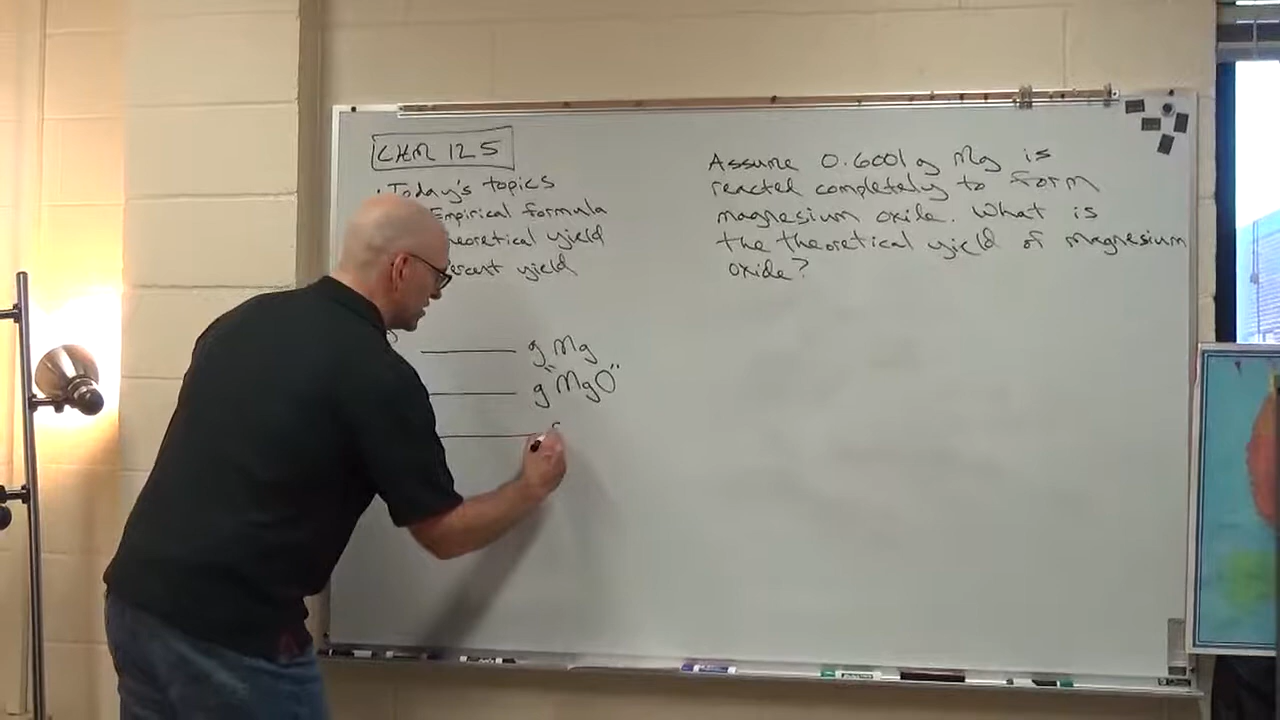 CHM 125
• Today's topics
Empirical formula
heoretical yield
ercent yield
g Mg
g "MgO"
Assume 0.6001 g Mg is
reacted completely to form
magnesium oxide. What is
the theoretical yield of magnesium
oxide?